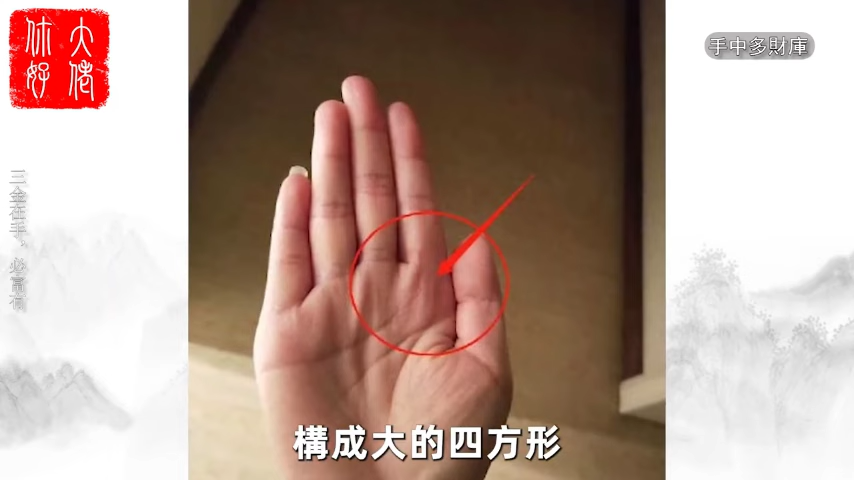 大佬
休好
手中多財庫
三金在手，必富有
構成大的四方形